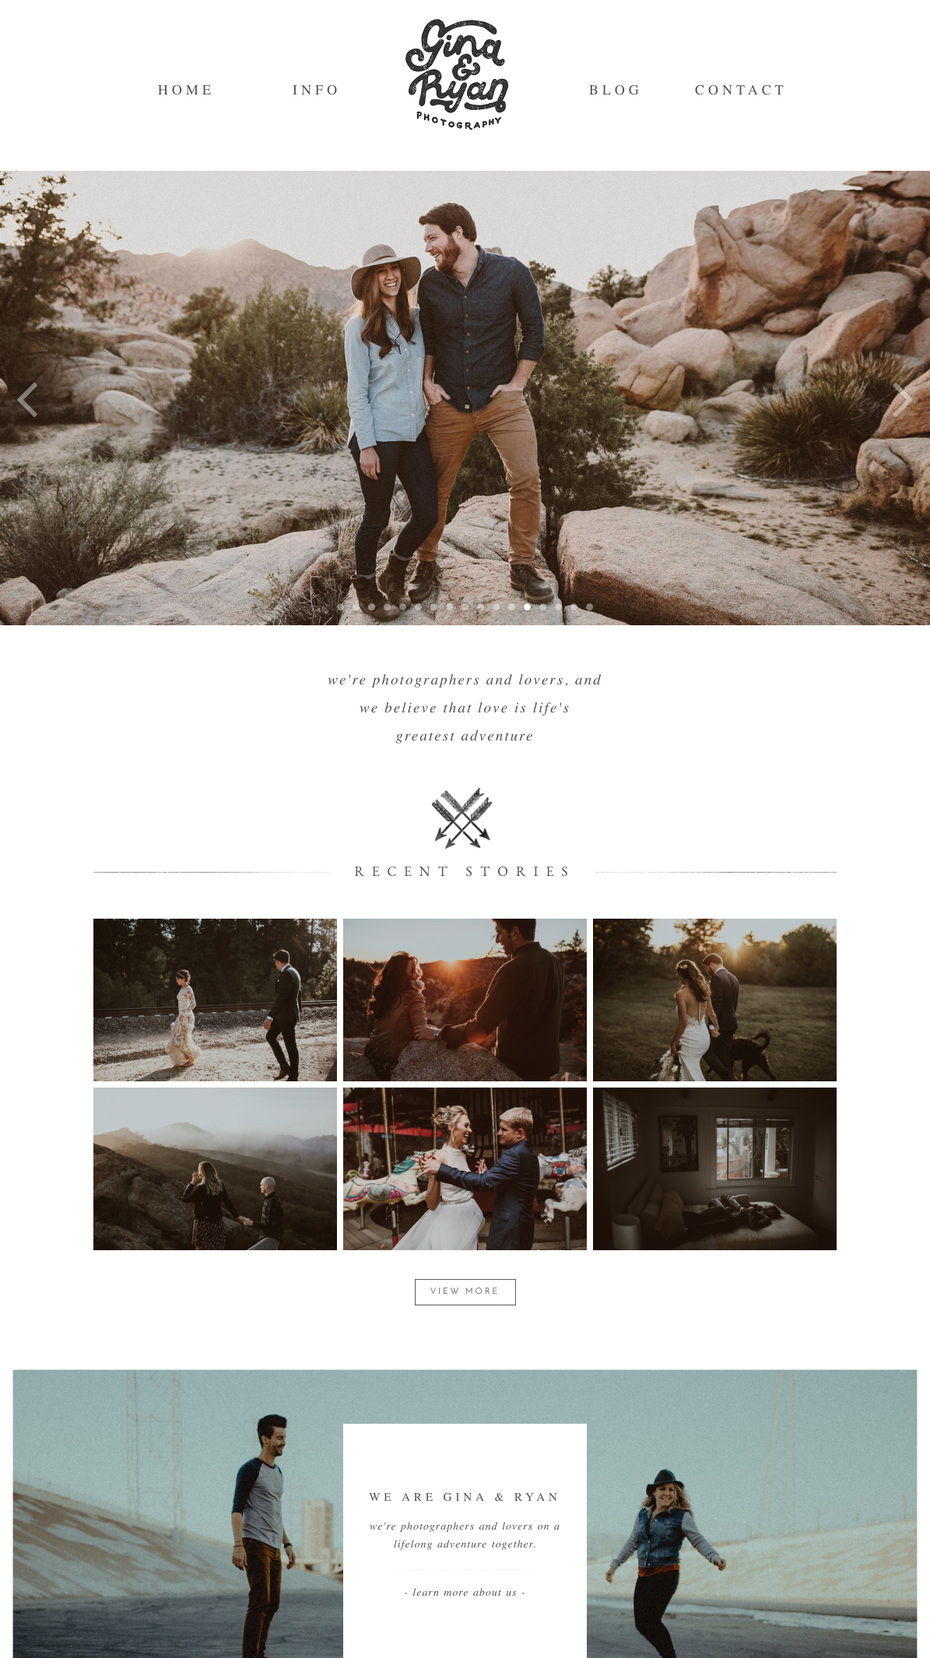 Gina
&
Ryan
PHOTOGRAPHY
HOME INFO BLOG CONTACT
we're photographers and lovers, and
we believe that love is life's
greatest adventure
RECENT STORIES
VIEW MORE
WE ARE GINA & RYAN
we're photographers and lovers on a
lifelong adventure together.
- learn more about us -